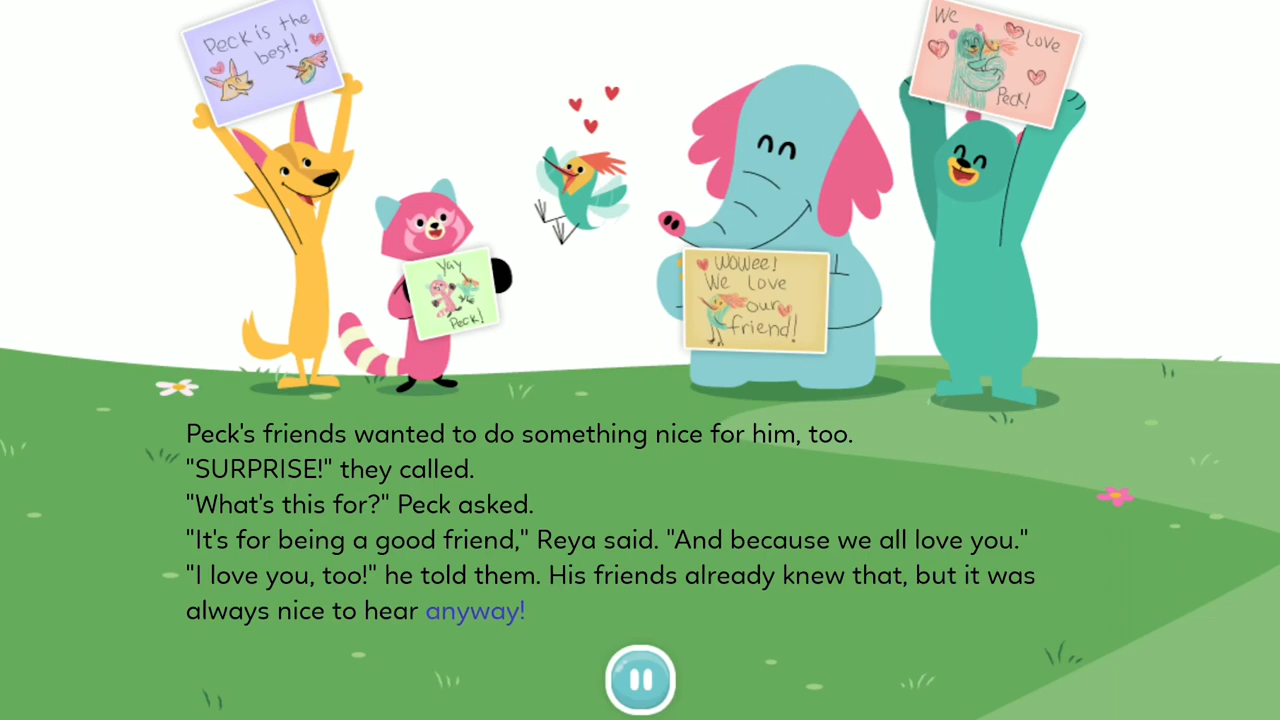 Peck is the
best!
We
Love
Peck!
Yay
Peck!
Wowee!
We Love
our
friend!
Peck's friends wanted to do something nice for him, too.
"SURPRISE!" they called.
"What's this for?" Peck asked.
"It's for being a good friend," Reya said. "And because we all love you."
"I love you, too!" he told them. His friends already knew that, but it was
always nice to hear anyway!